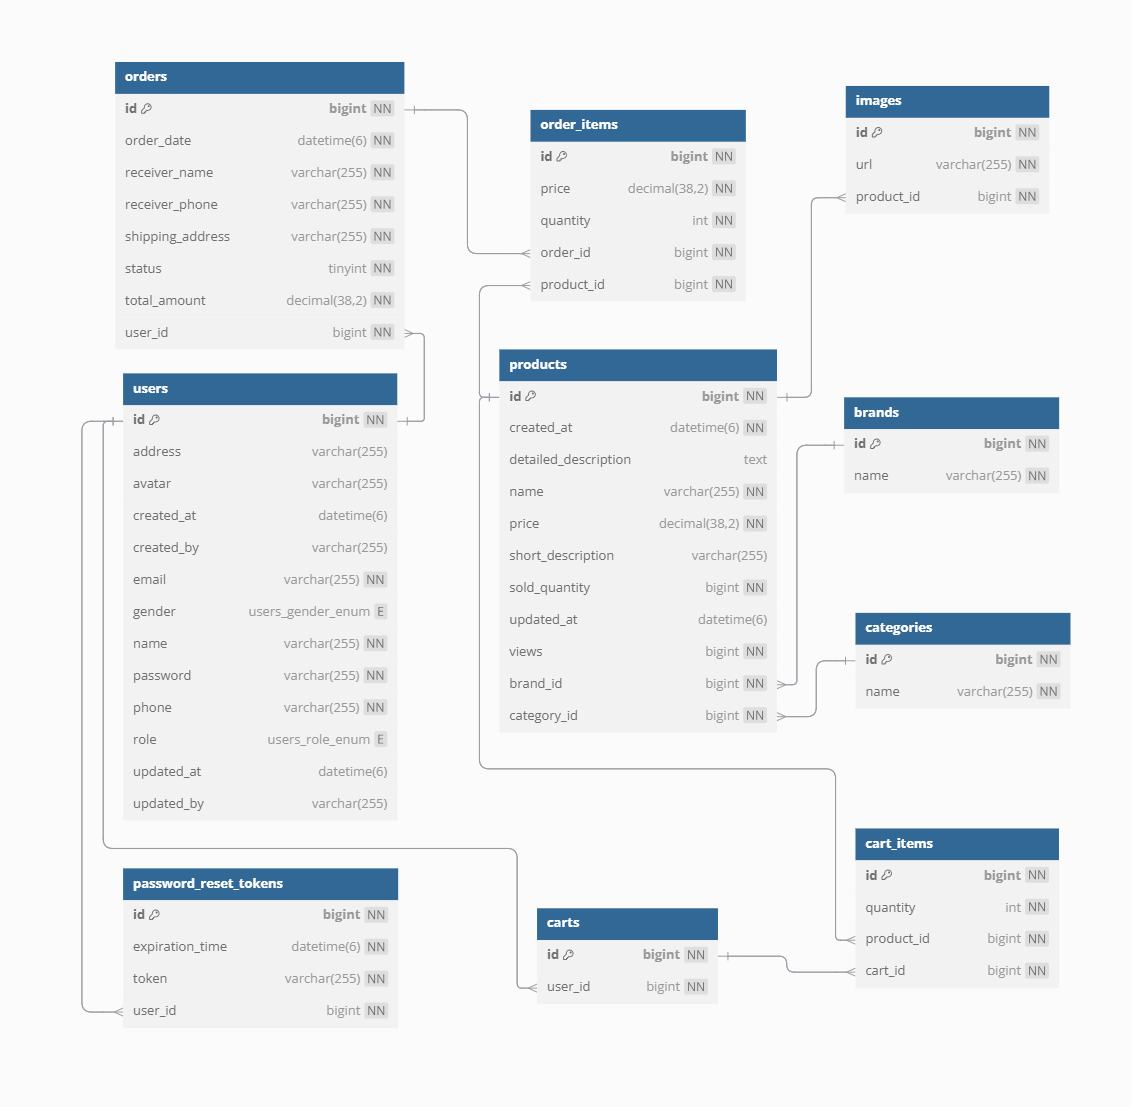 orders
id bigint NN
order_date datetime(6) NN
receiver_name varchar(255) NN
receiver_phone varchar(255) NN
shipping_address varchar(255) NN
status tinyint NN
total_amount decimal(38,2) NN
user_id bigint NN
order_items
id bigint NN
price decimal(38,2) NN
quantity int NN
order_id bigint NN
product_id bigint NN
images
id bigint NN
url varchar(255) NN
product_id bigint NN
users
id bigint NN
address varchar(255)
avatar varchar(255)
created_at datetime(6)
created_by varchar(255)
email varchar(255) NN
gender users_gender_enum E
name varchar(255) NN
password varchar(255) NN
phone varchar(255) NN
role users_role_enum E
updated_at datetime(6)
updated_by varchar(255)
products
id bigint NN
created_at datetime(6) NN
detailed_description text
name varchar(255) NN
price decimal(38,2) NN
short_description varchar(255)
sold_quantity bigint NN
updated_at datetime(6)
views bigint NN
brand_id bigint NN
category_id bigint NN
brands
id bigint NN
name varchar(255) NN
categories
id bigint NN
name varchar(255) NN
password_reset_tokens
id bigint NN
expiration_time datetime(6) NN
token varchar(255) NN
user_id bigint NN
carts
id bigint NN
user_id bigint NN
cart_items
id bigint NN
quantity int NN
product_id bigint NN
cart_id bigint NN